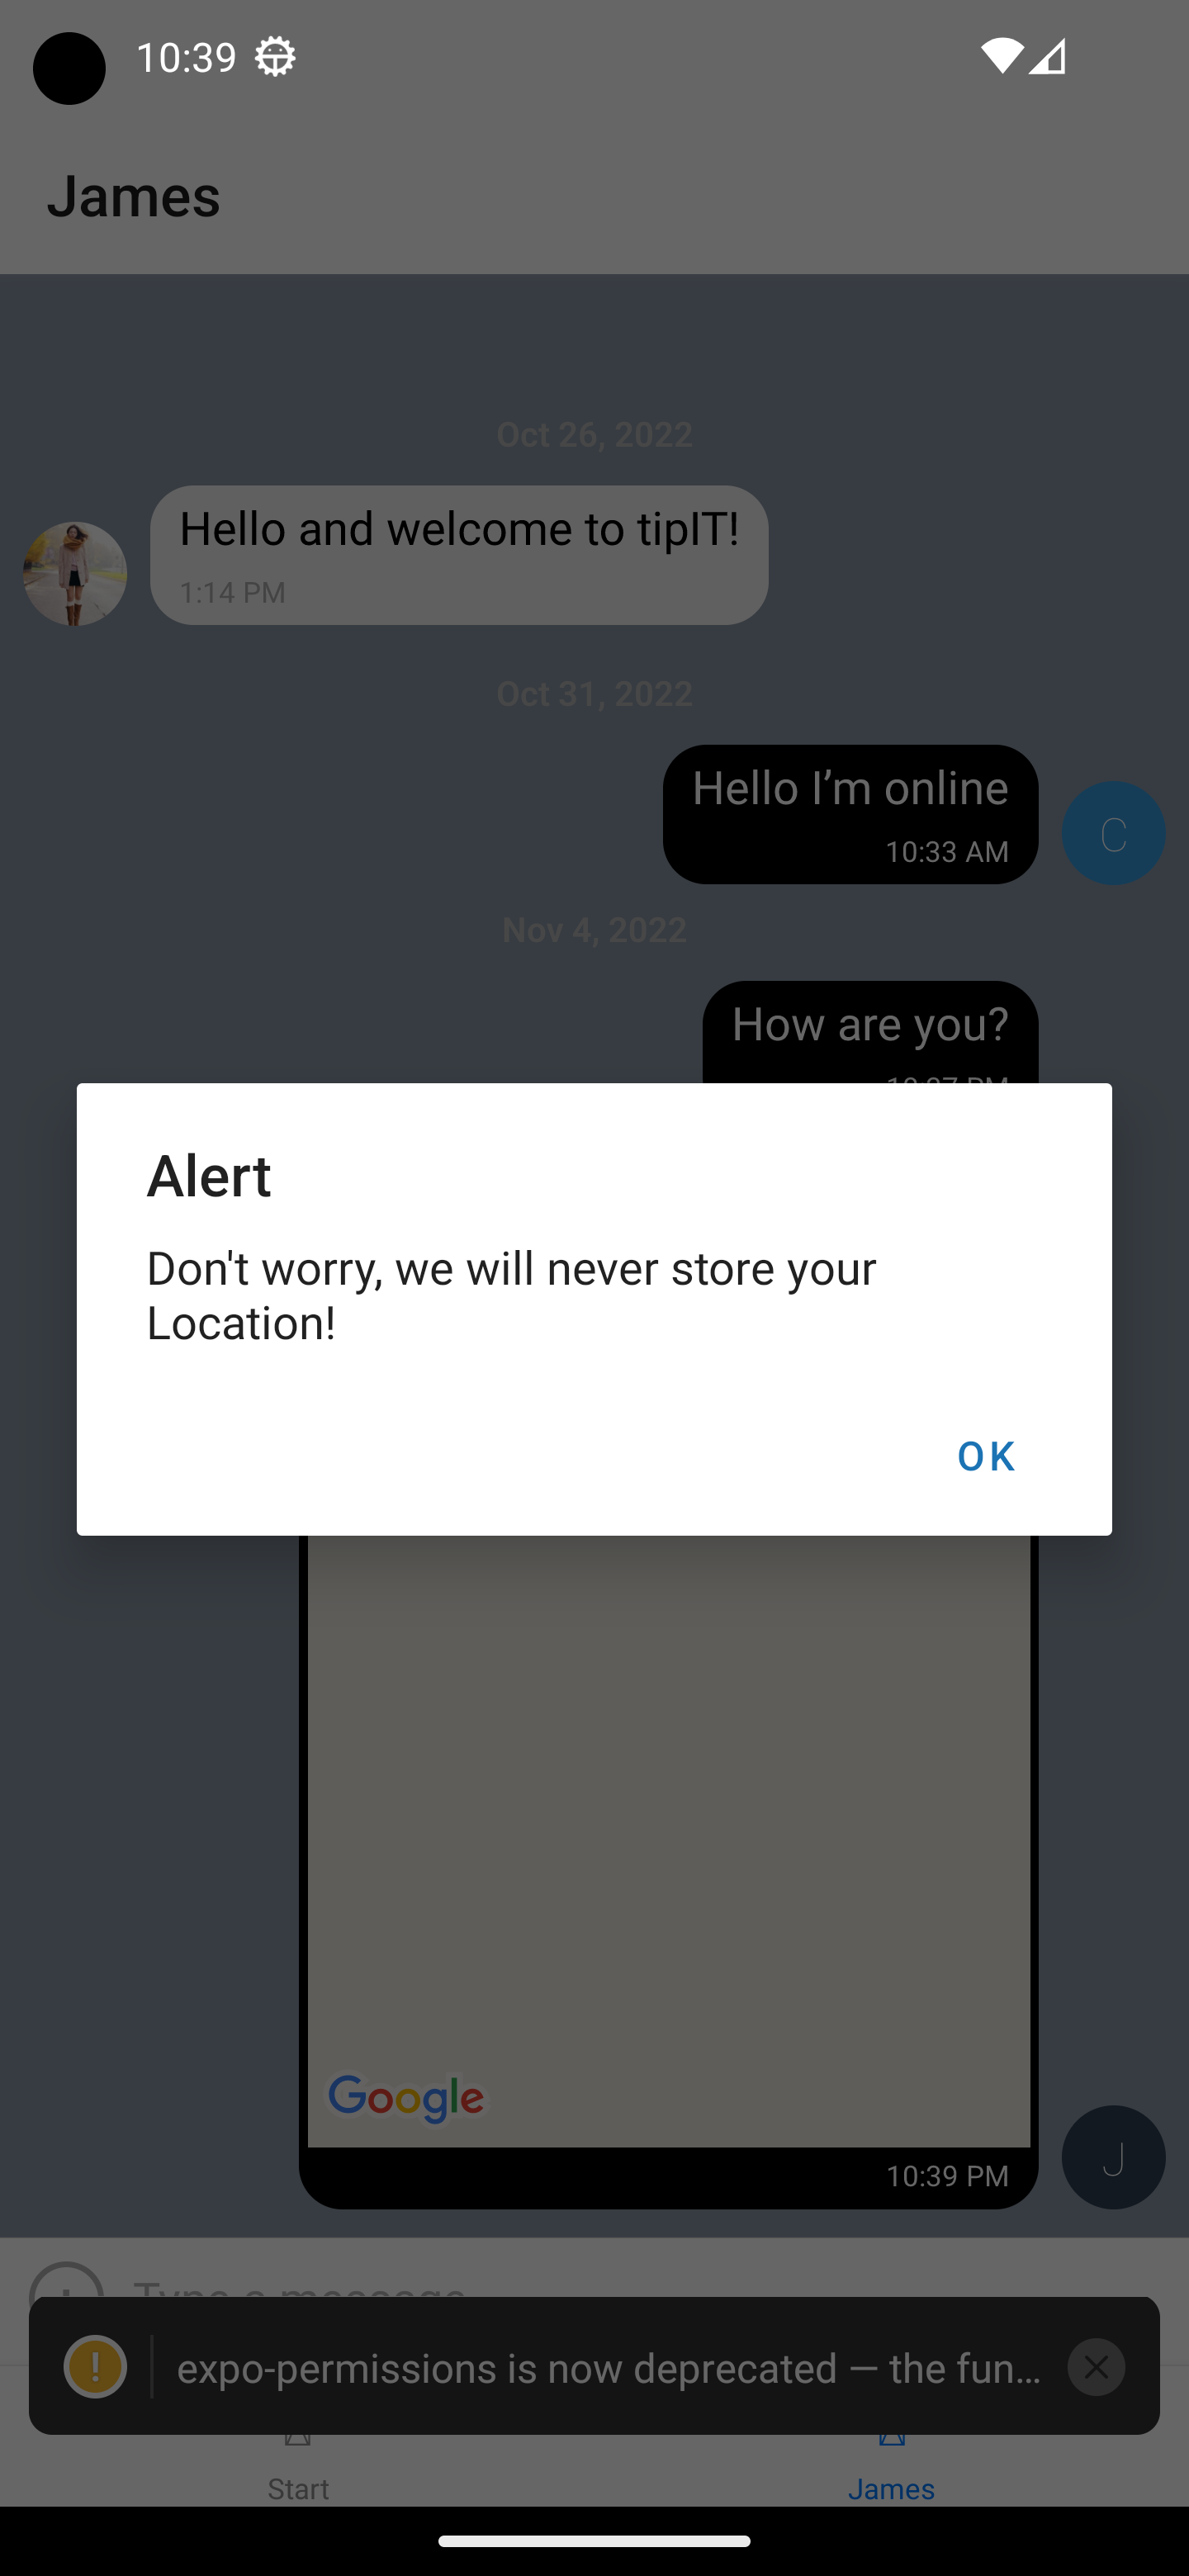 10:39
James
Oct 26, 2022
Hello and welcome to tipIT!
1:14 PM
Oct 31, 2022
Hello I’m online
10:33 AM
C
Nov 4, 2022
How are you?
Alert
Don't worry, we will never store your
Location!
OK
Google
10:39 PM
J
Type a message
! expo-permissions is now deprecated — the fun…
Start
James